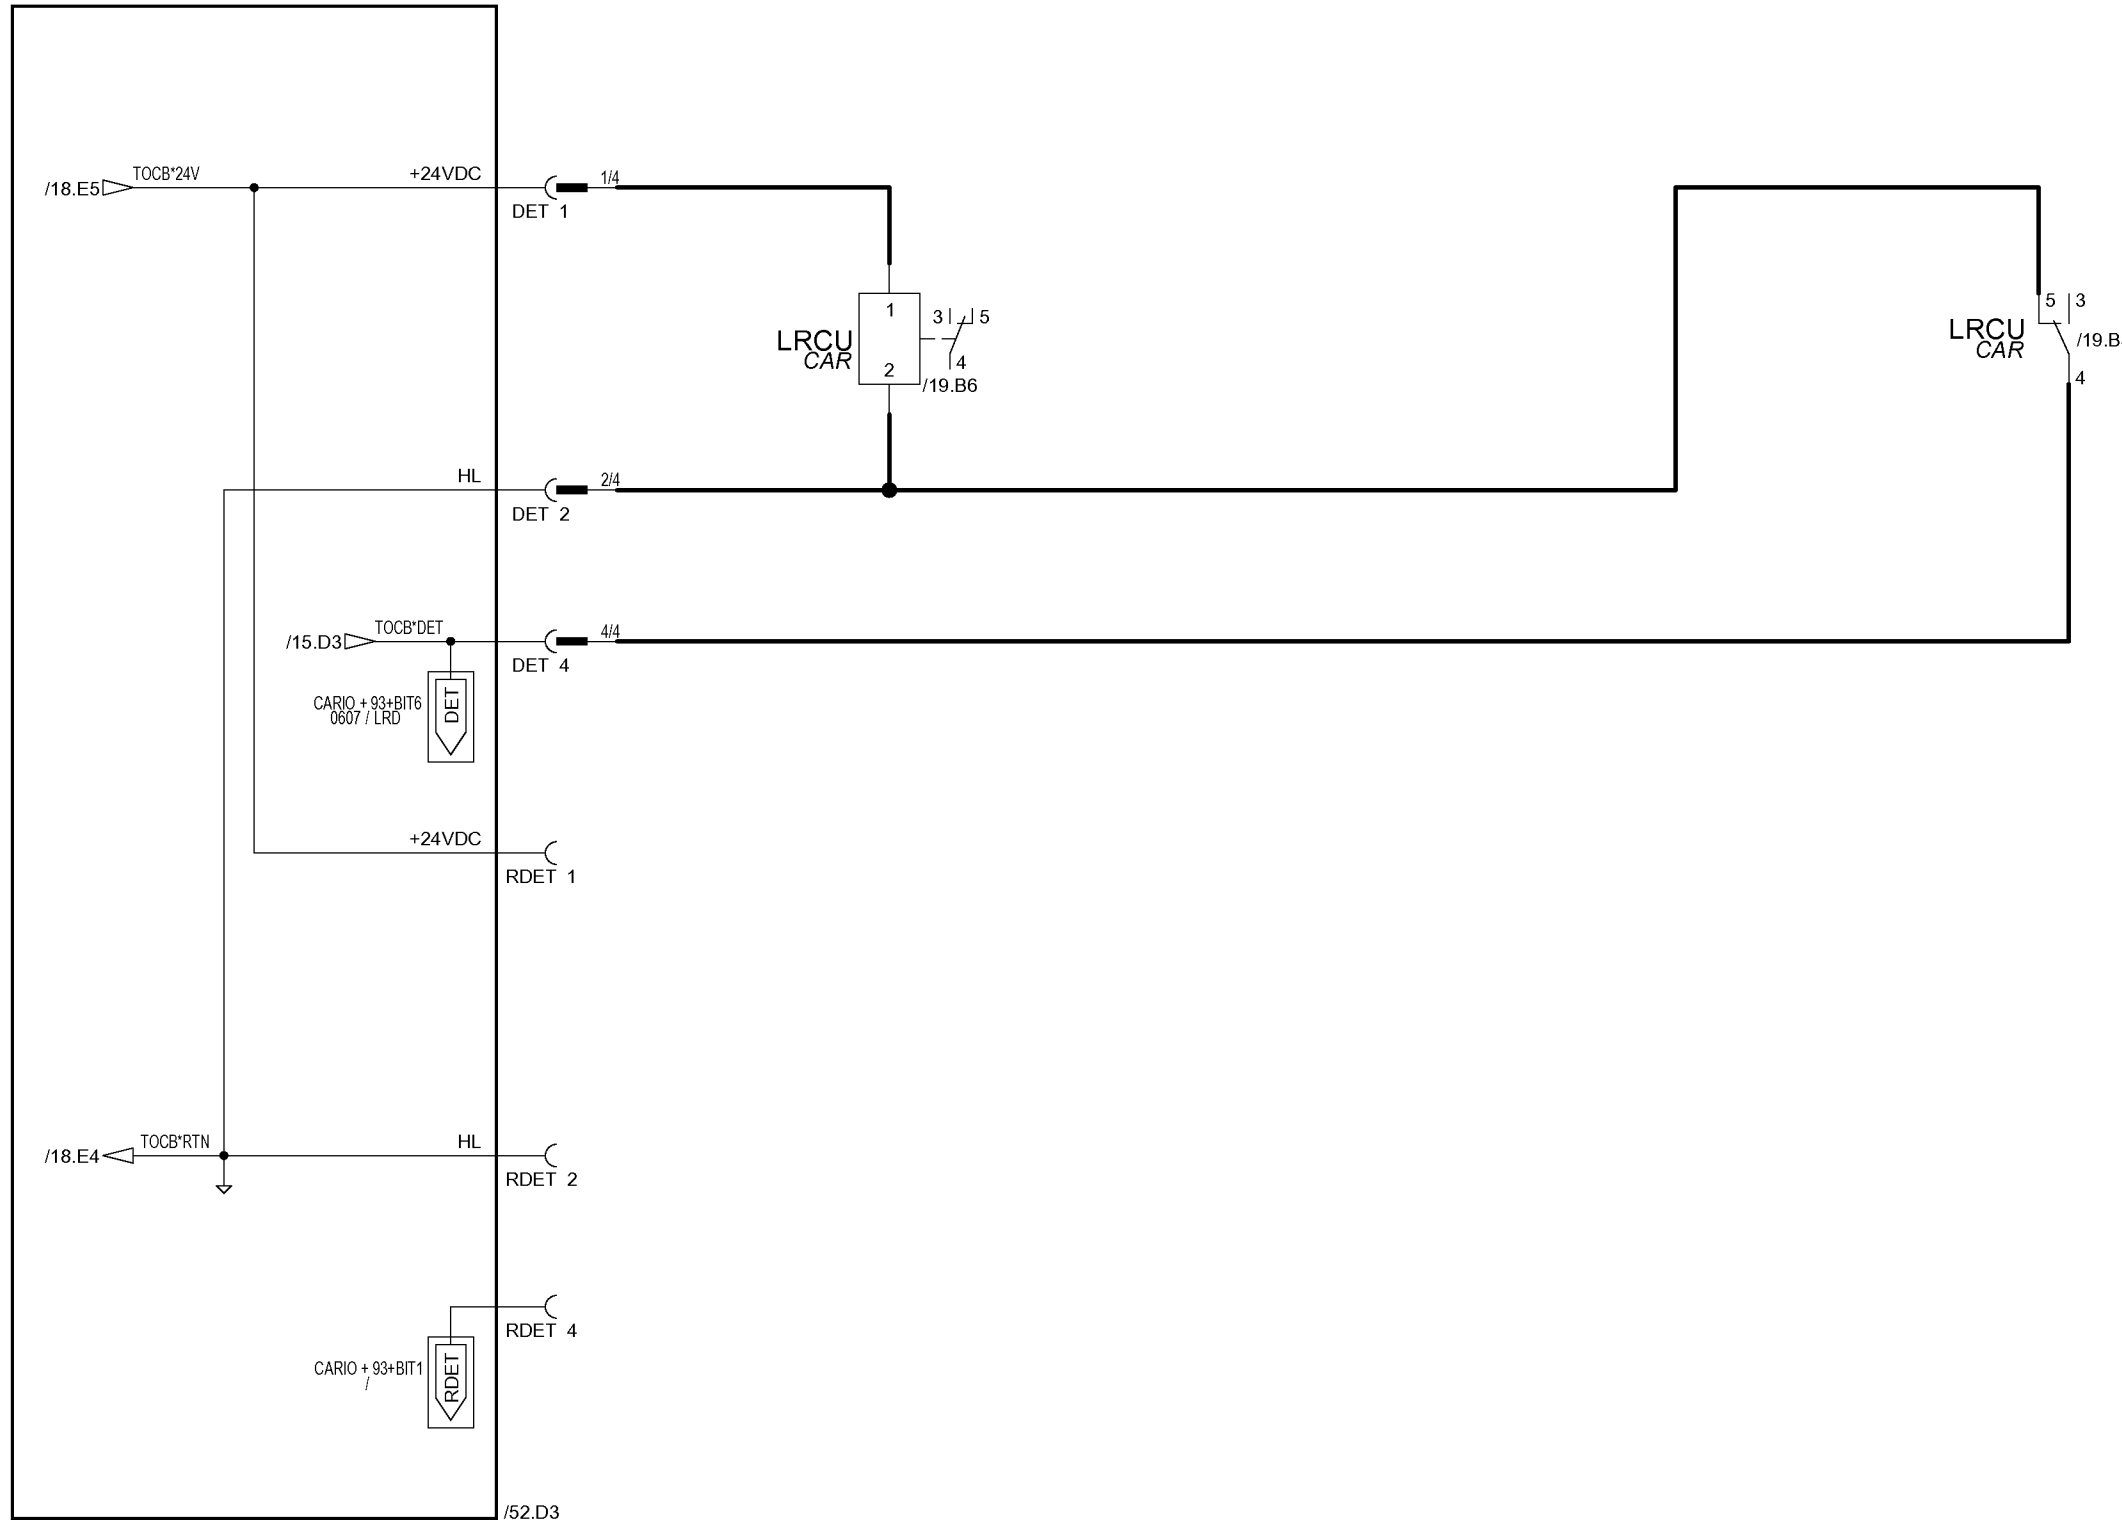 /18.E5 TOCB*24V +24VDC 1/4
DET 1
LRCU
CAR
1
2
3 5
4
/19.B6
5 3
LRCU
CAR
/19.B
4
HL 2/4
DET 2
/15.D3 TOCB*DET 4/4
DET 4
CARIO + 93+BIT6
0607 / LRD
DET
+24VDC
RDET 1
/18.E4 TOCB*RTN HL
RDET 2
RDET 4
CARIO + 93+BIT1
/
RDET
/52.D3